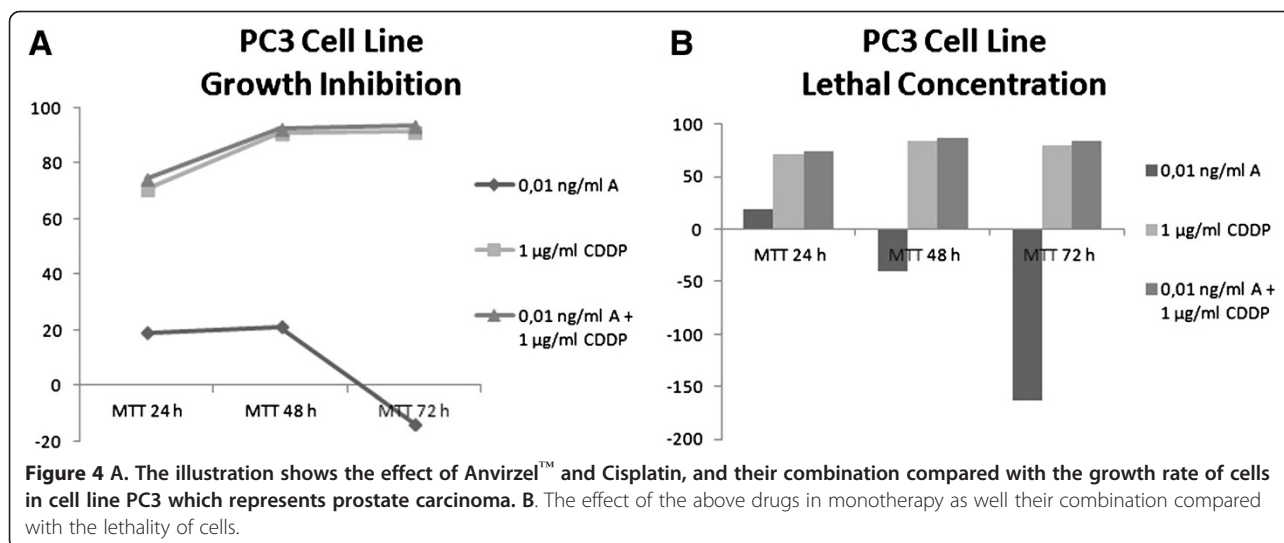 A
PC3 Cell Line
Growth Inhibition
100
80
60
40
20
0
-20
MTT 24 h
MTT 48 h
MTT 72 h
0,01 ng/ml A
1 µg/ml CDDP
0,01 ng/ml A +
1 µg/ml CDDP
B
PC3 Cell Line
Lethal Concentration
100
50
0
-50
-100
-150
-200
MTT 24 h
MTT 48 h
MTT 72 h
0,01 ng/ml A
1 µg/ml CDDP
0,01 ng/ml A +
1 µg/ml CDDP
Figure 4 A. The illustration shows the effect of Anvirzel™ and Cisplatin, and their combination compared with the growth rate of cells
in cell line PC3 which represents prostate carcinoma. B. The effect of the above drugs in monotherapy as well their combination compared
with the lethality of cells.